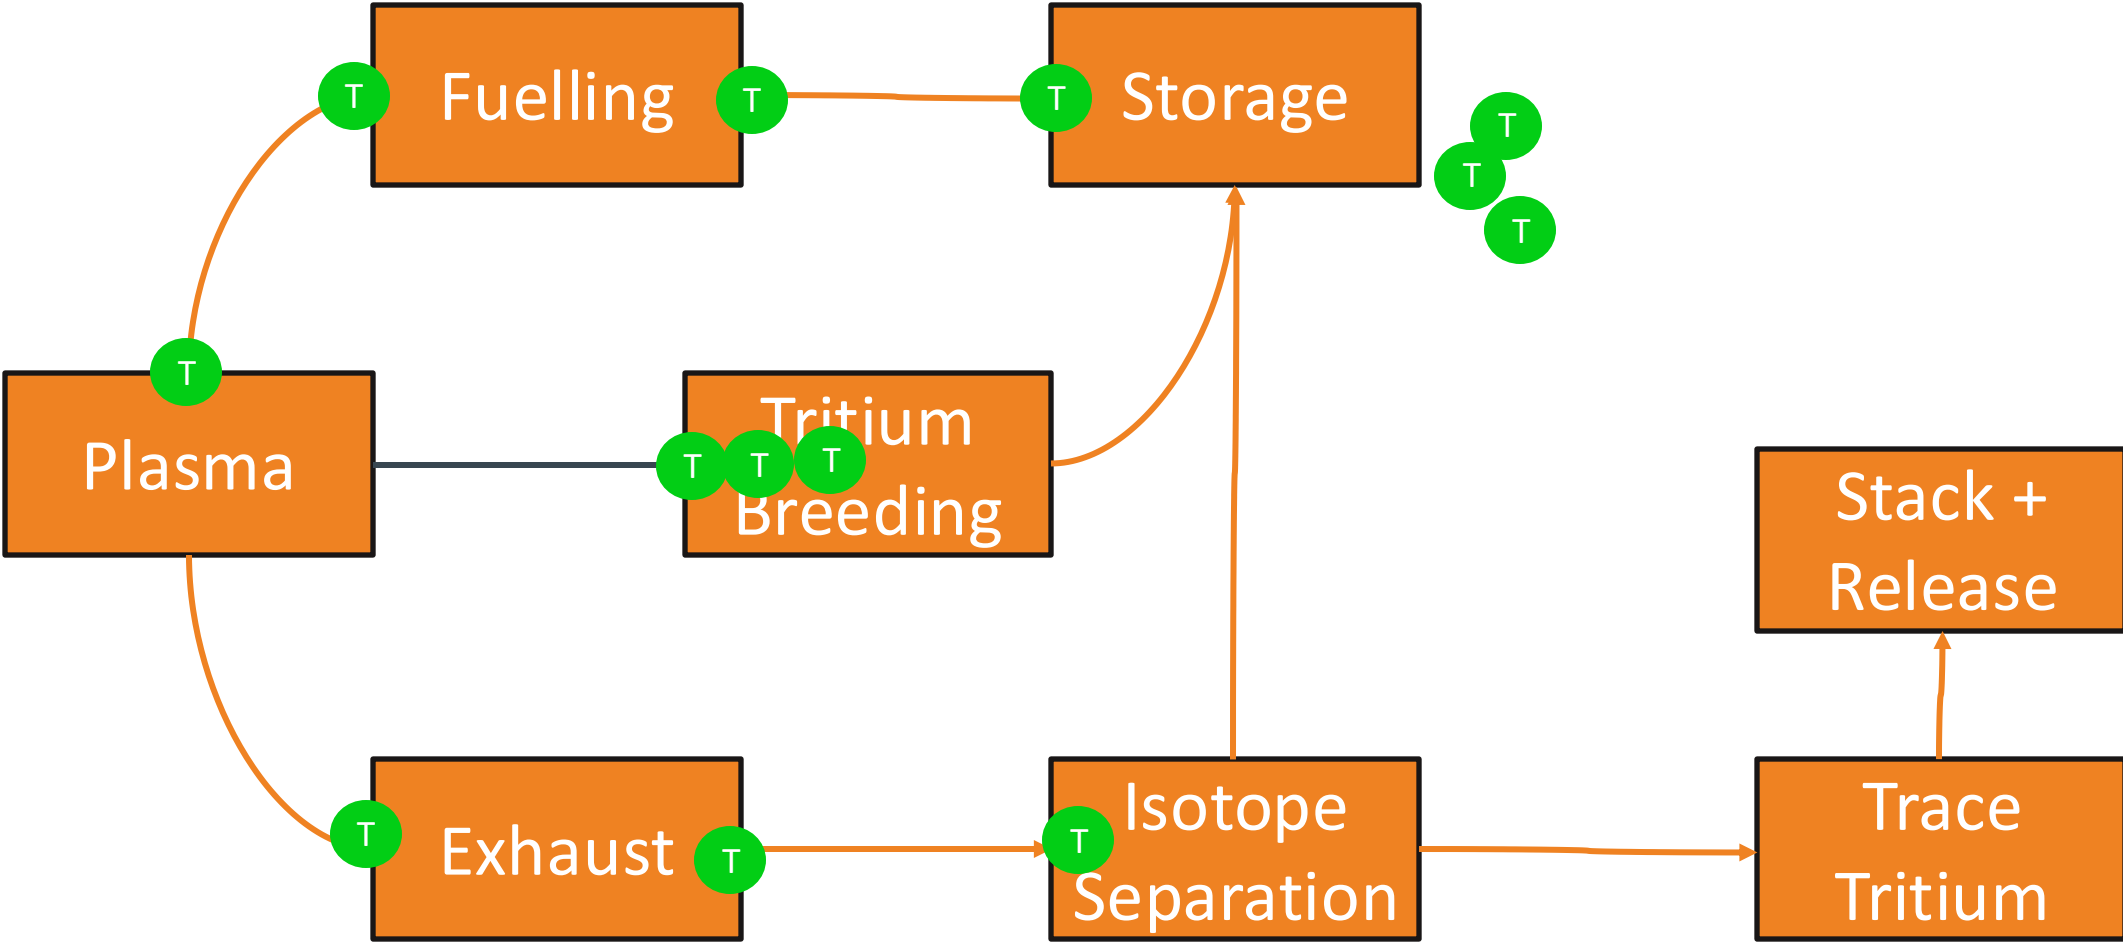 T
Fuelling
T
T
Storage
T
T
T
T
Plasma
Tritium
T
T
T
Breeding
Stack +
Release
T
Exhaust
T
T
Isotope
Separation
Trace
Tritium